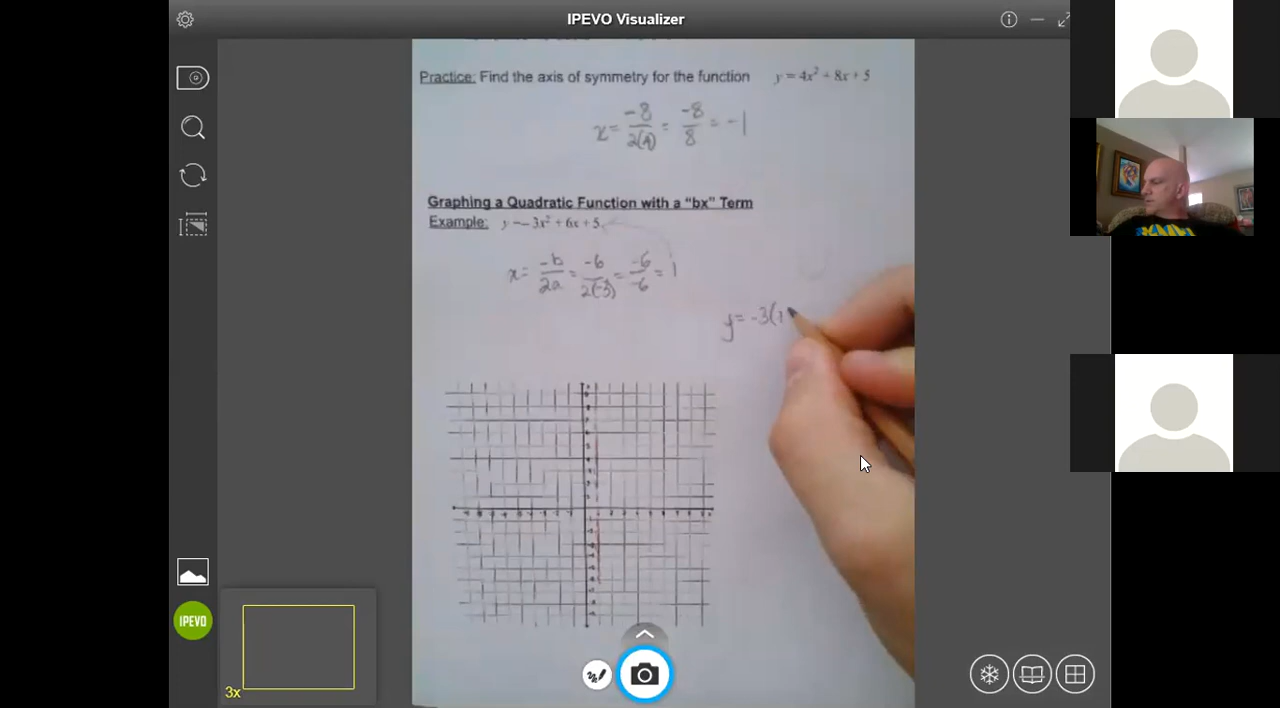 IPEVO Visualizer
Practice: Find the axis of symmetry for the function y = 4x² + 8x + 5
x = -8/2(4) = -8/8 = -1
Graphing a Quadratic Function with a "bx" Term
Example: y = -3x² + 6x + 5
x = -b/2a = -6/2(-3) = -6/-6 = 1
y = -3(1
IPEVO
3x